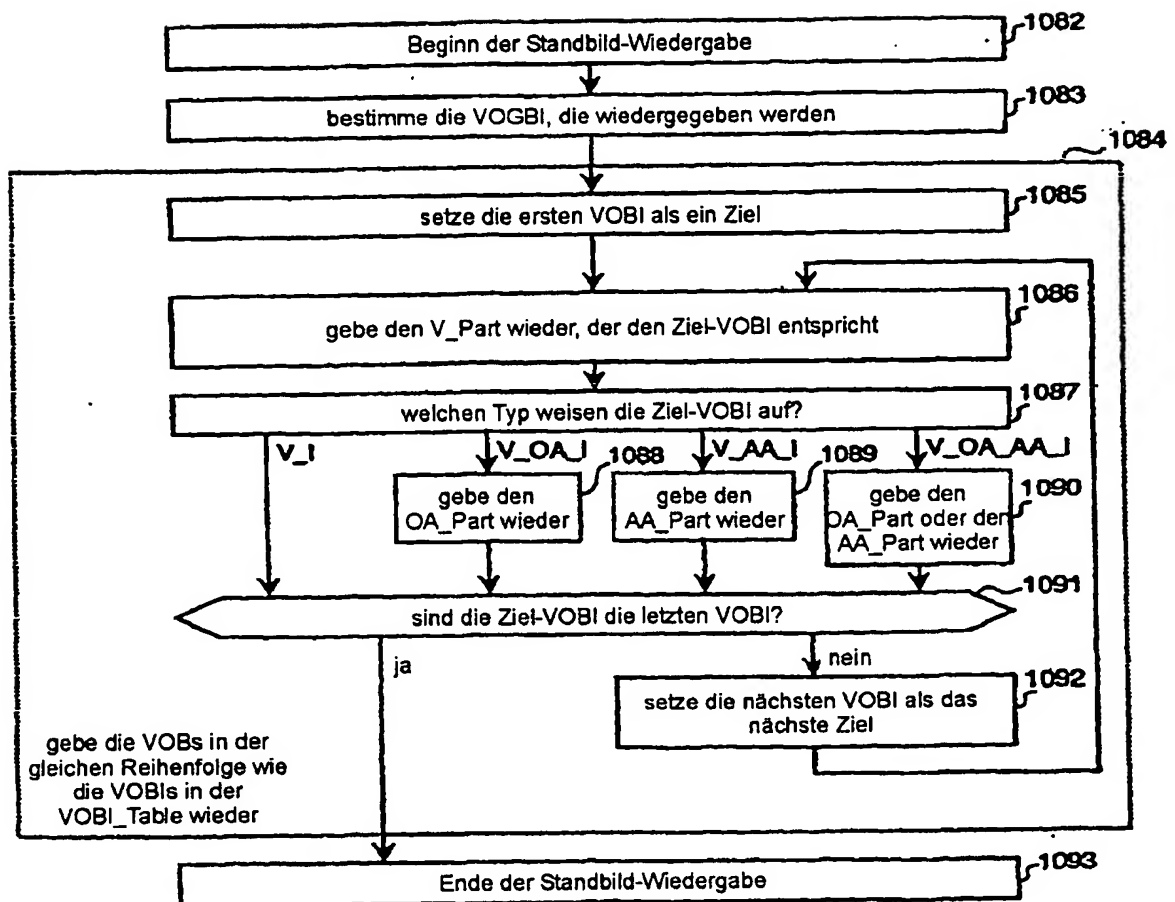 1082
Beginn der Standbild-Wiedergabe
1083
bestimme die VOGBI, die wiedergegeben werden
1084
1085
setze die ersten VOBI als ein Ziel
1086
gebe den V_Part wieder, der den Ziel-VOBI entspricht
1087
welchen Typ weisen die Ziel-VOBI auf?
V_I
V_OA_I
1088
V_AA_I
1089
V_OA_AA_I
1090
gebe den
OA_Part wieder
gebe den
AA_Part wieder
gebe den
OA_Part oder den
AA_Part wieder
1091
sind die Ziel-VOBI die letzten VOBI?
ja
nein
1092
setze die nächsten VOBI als das
nächste Ziel
gebe die VOBs in der
gleichen Reihenfolge wie
die VOBIs in der
VOBI_Table wieder
1093
Ende der Standbild-Wiedergabe